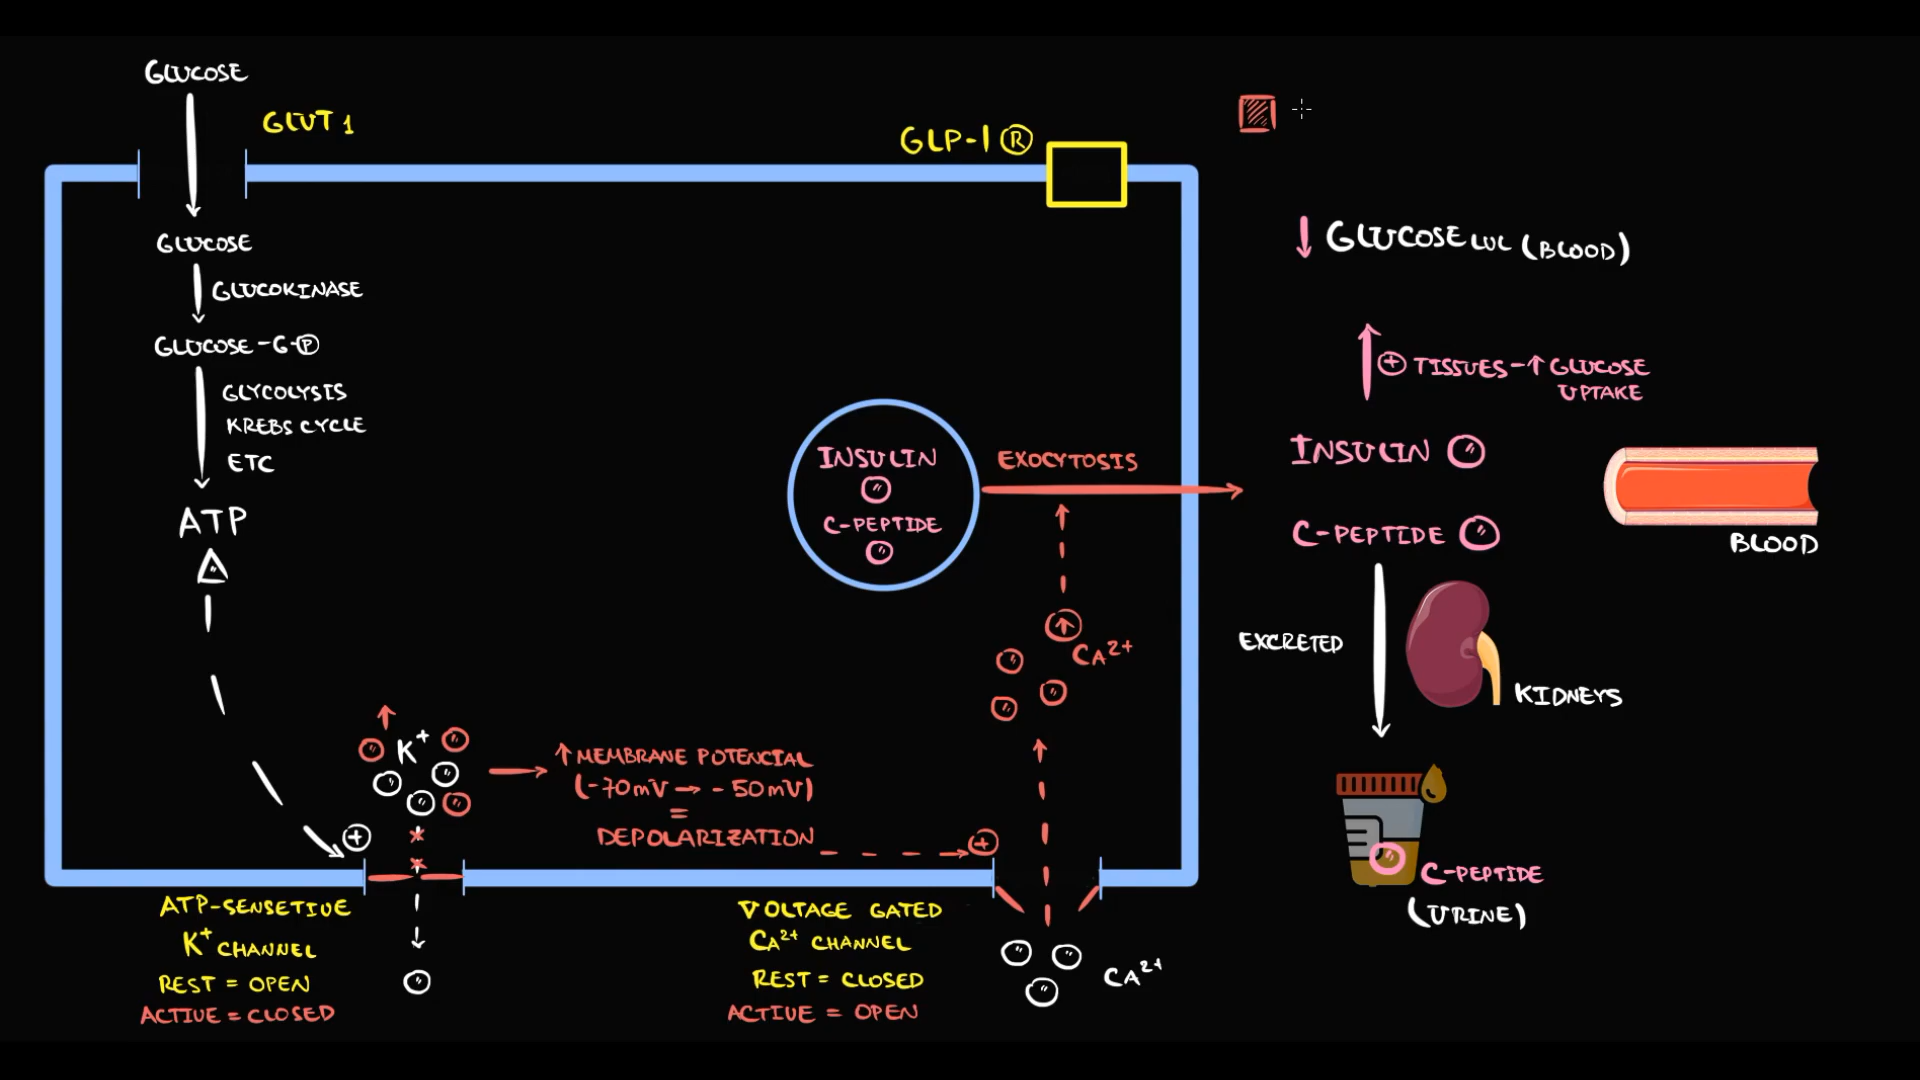 GLUCOSE
GLUT 1
GLP-1 R
GLUCOSE
GLUCOKINASE
GLUCOSE-6-P
GLYCOLYSIS
KREBS CYCLE
ETC
ATP
K+
↑ MEMBRANE POTENCIAL
(-70mV → - 50mV)
=
DEPOLARIZATION
+
+
ATP-SENSETIVE
K+ CHANNEL
REST = OPEN
ACTIVE = CLOSED
VOLTAGE GATED
CA2+ CHANNEL
REST = CLOSED
ACTIVE = OPEN
CA2+
INSULIN
C-PEPTIDE
EXOCYTOSIS
↑ CA2+
↓ GLUCOSE LVL (BLOOD)
+ TISSUES-↑ GLUCOSE
UPTAKE
INSULIN
C-PEPTIDE
BLOOD
EXCRETED
KIDNEYS
C-PEPTIDE
(URINE)